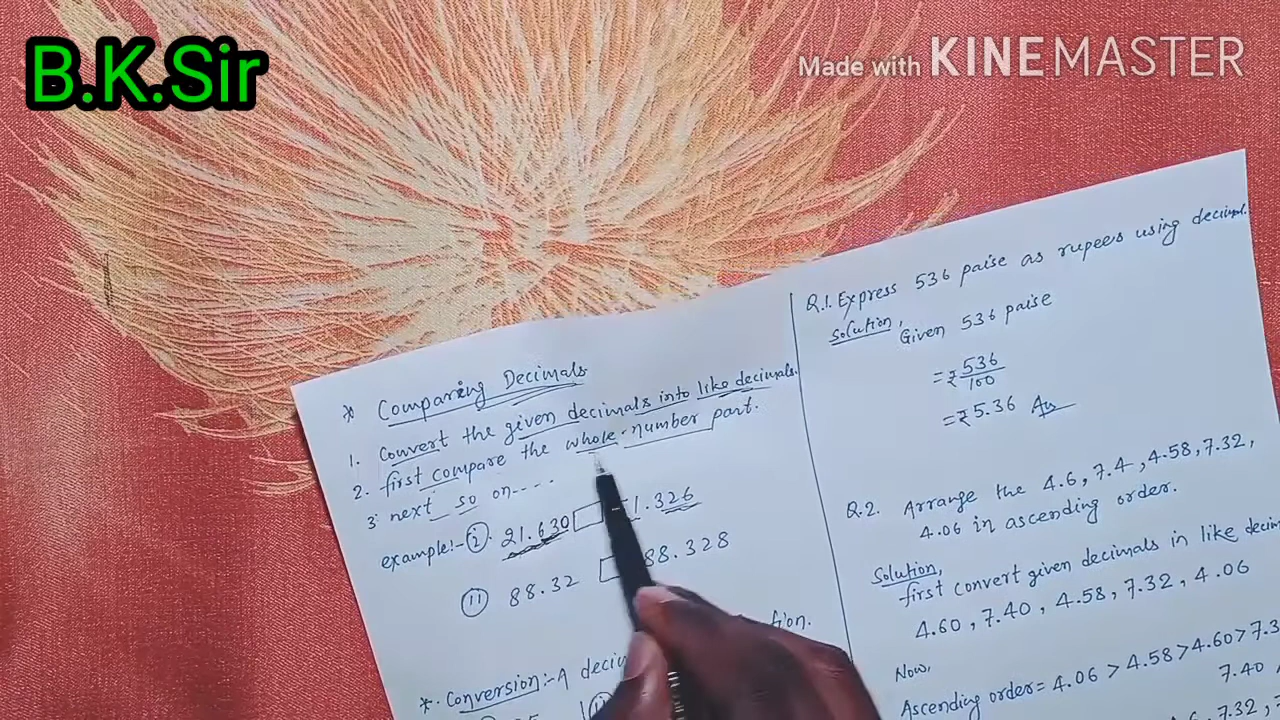 B.K.Sir
Made with KINEMASTER
* Comparing Decimals
1. Convert the given decimals into like decimals.
2. first compare the whole-number part.
3. next so on....
example:- (i). 21.630 □ 1.326
(ii) 88.32 □ 88.328
*. Conversion:- A deci
Q.1. Express 536 paise as rupees using decimal.
Solution,
Given 536 paise
= ₹ 536/100
= ₹ 5.36 Ans
Q.2. Arrange the 4.6, 7.4, 4.58, 7.32,
4.06 in ascending order.
Solution,
first convert given decimals in like decim
4.60, 7.40, 4.58, 7.32, 4.06
Now,
Ascending order = 4.06 > 4.58 > 4.60 > 7.3
7.40
7.32,